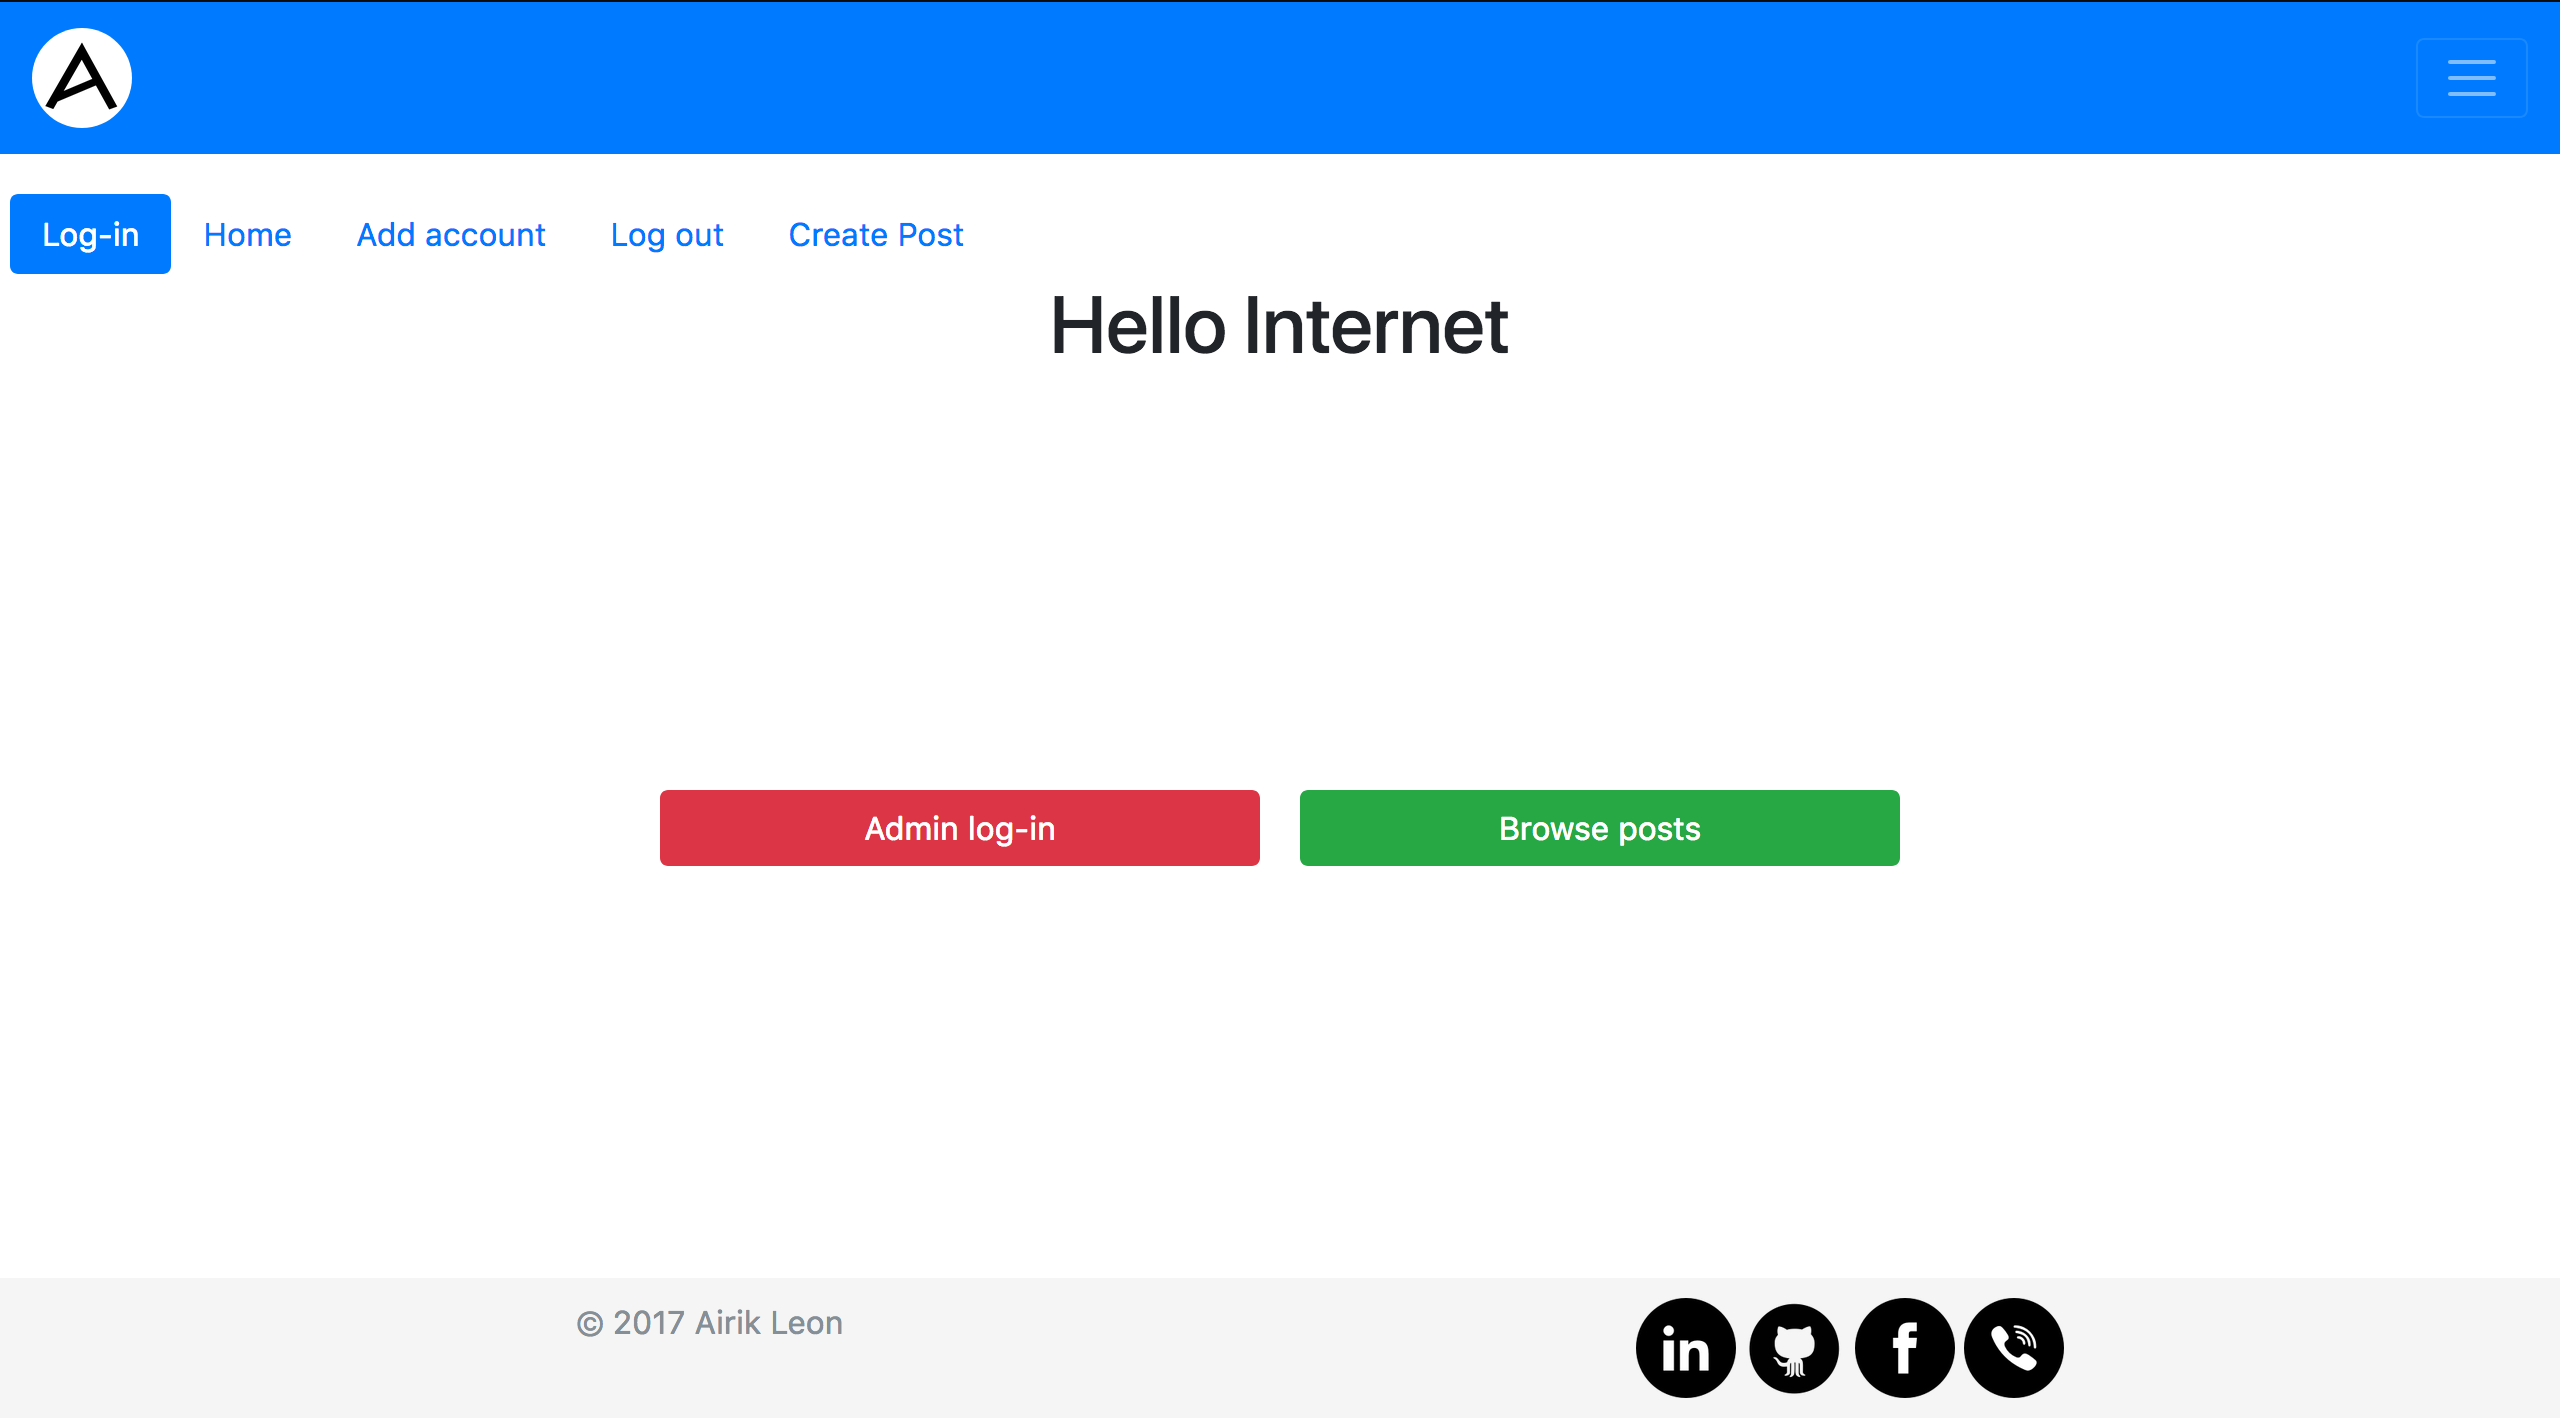 A
Log-in Home Add account Log out Create Post
Hello Internet
Admin log-in Browse posts
© 2017 Airik Leon
in f